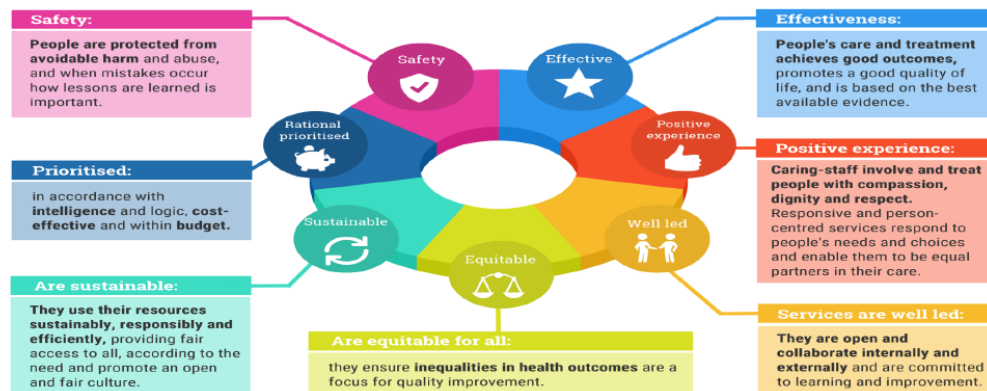 Safety:
People are protected from
avoidable harm and abuse,
and when mistakes occur
how lessons are learned is
important.
Prioritised:
in accordance with
intelligence and logic, cost-
effective and within budget.
Are sustainable:
They use their resources
sustainably, responsibly and
efficiently, providing fair
access to all, according to the
need and promote an open
and fair culture.
Safety
Effective
Rational
prioritised
Positive
experience
Sustainable
Well led
Equitable
Are equitable for all:
they ensure inequalities in health outcomes are a
focus for quality improvement.
Effectiveness:
People's care and treatment
achieves good outcomes,
promotes a good quality of
life, and is based on the best
available evidence.
Positive experience:
Caring-staff involve and treat
people with compassion,
dignity and respect.
Responsive and person-
centred services respond to
people's needs and choices
and enable them to be equal
partners in their care.
Services are well led:
They are open and
collaborate internally and
externally and are committed
to learning and improvement.